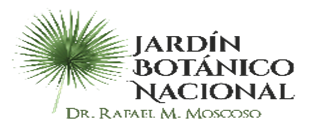 JARDÍN
BOTÁNICO
NACIONAL
DR. RAFAEL M. MOSCOSO